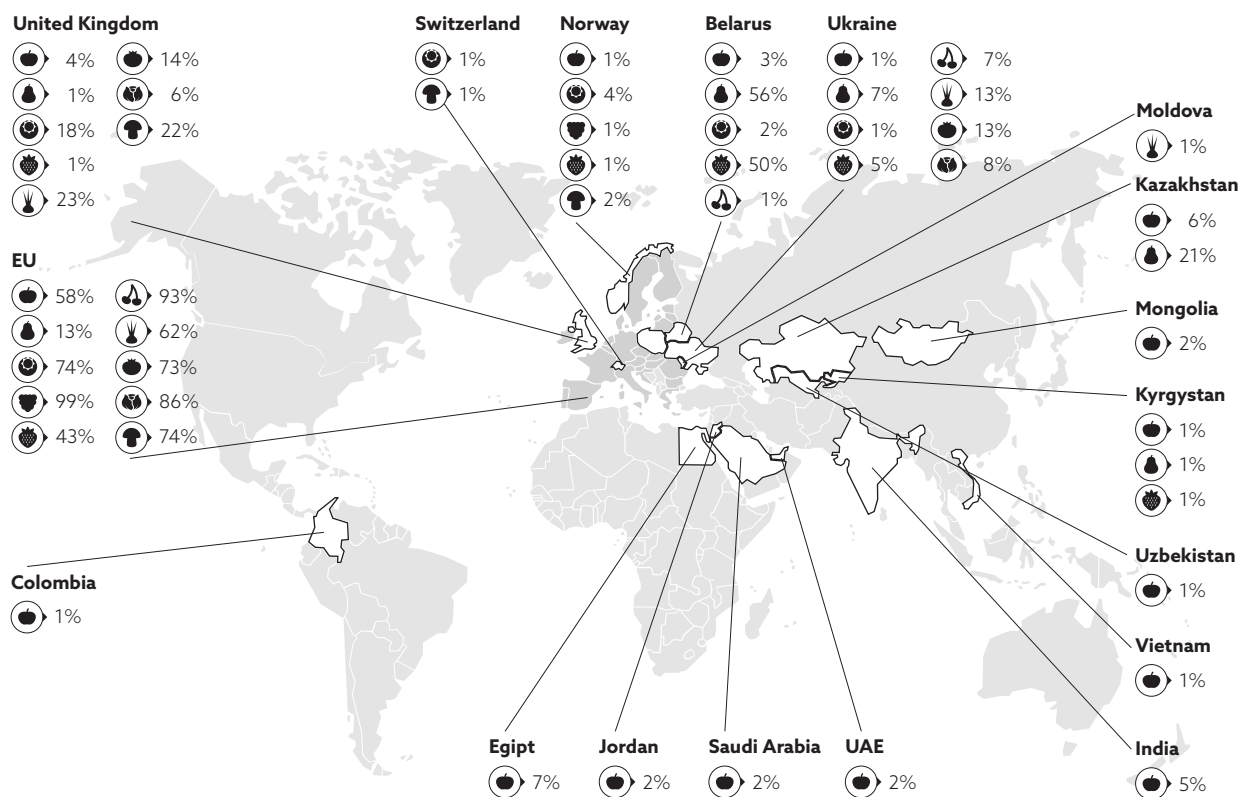 United Kingdom
4% 14%
1% 6%
18% 22%
1%
23%
Switzerland
1%
1%
Norway
1%
4%
1%
1%
2%
Belarus
3%
56%
2%
50%
1%
Ukraine
1% 7%
7% 13%
1% 13%
5% 8%
Moldova
1%
Kazakhstan
6%
21%
Mongolia
2%
Kyrgystan
1%
1%
1%
Uzbekistan
1%
Vietnam
1%
India
5%
EU
58% 93%
13% 62%
74% 73%
99% 86%
43% 74%
Colombia
1%
Egipt
7%
Jordan
2%
Saudi Arabia
2%
UAE
2%